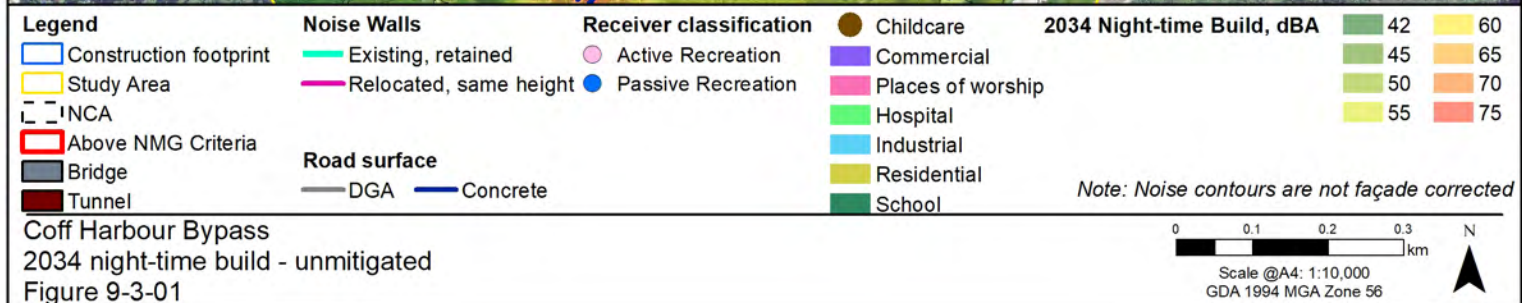 Legend
Construction footprint
Study Area
NCA
Above NMG Criteria
Bridge
Tunnel
Noise Walls
Existing, retained
Relocated, same height
Road surface
DGA Concrete
Receiver classification
Active Recreation
Passive Recreation
Childcare
Commercial
Places of worship
Hospital
Industrial
Residential
School
2034 Night-time Build, dBA
42 60
45 65
50 70
55 75
Note: Noise contours are not façade corrected
Coff Harbour Bypass
2034 night-time build - unmitigated
Figure 9-3-01
0 0.1 0.2 0.3
km
Scale @A4: 1:10,000
GDA 1994 MGA Zone 56
N